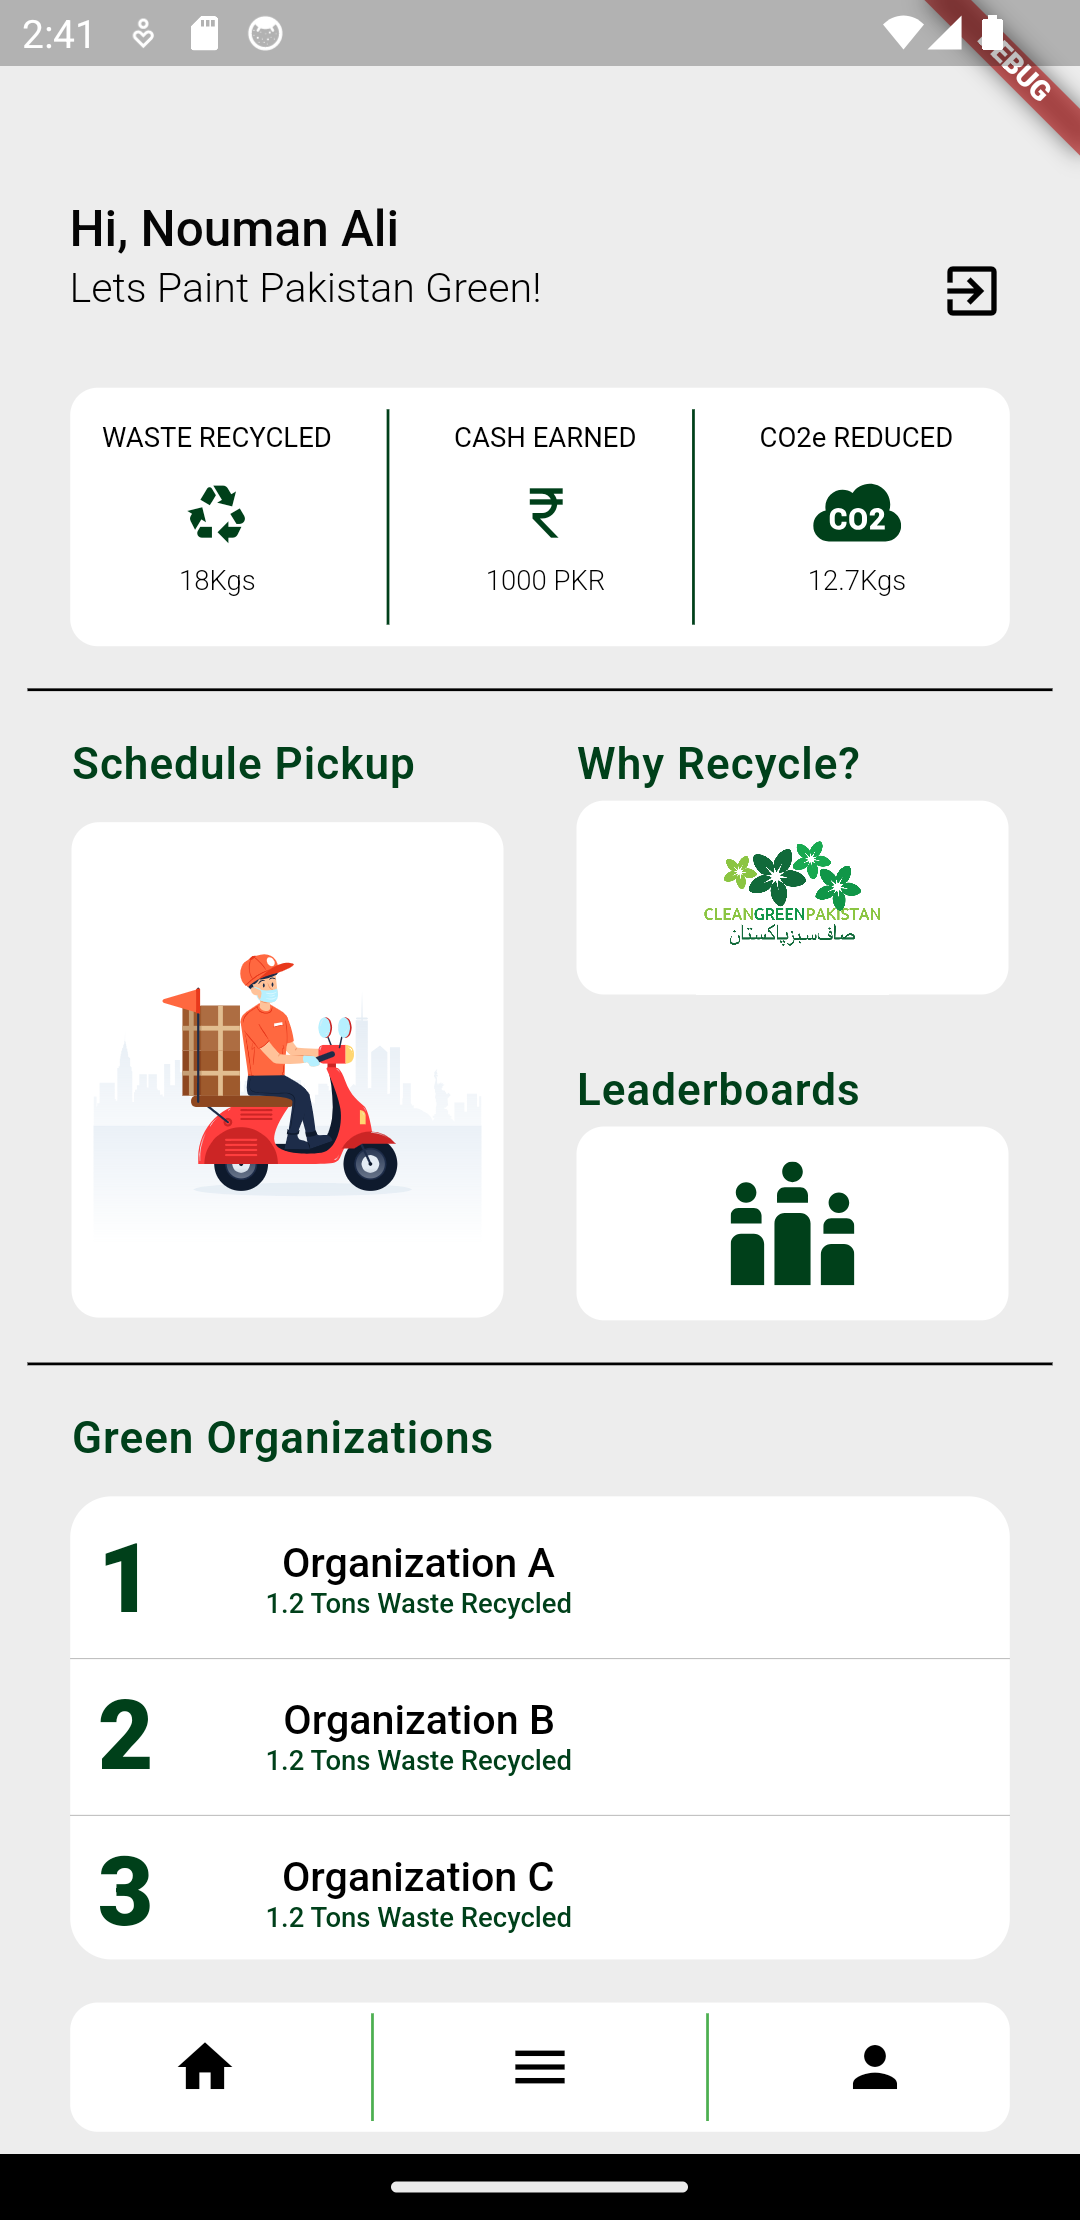 2:41
DEBUG
Hi, Nouman Ali
Lets Paint Pakistan Green!
WASTE RECYCLED
CASH EARNED
CO2e REDUCED
₹
CO2
18Kgs
1000 PKR
12.7Kgs
Schedule Pickup
Why Recycle?
CLEANGREENPAKISTAN
صاف سبز پاکستان
Leaderboards
Green Organizations
1
Organization A
1.2 Tons Waste Recycled
2
Organization B
1.2 Tons Waste Recycled
3
Organization C
1.2 Tons Waste Recycled